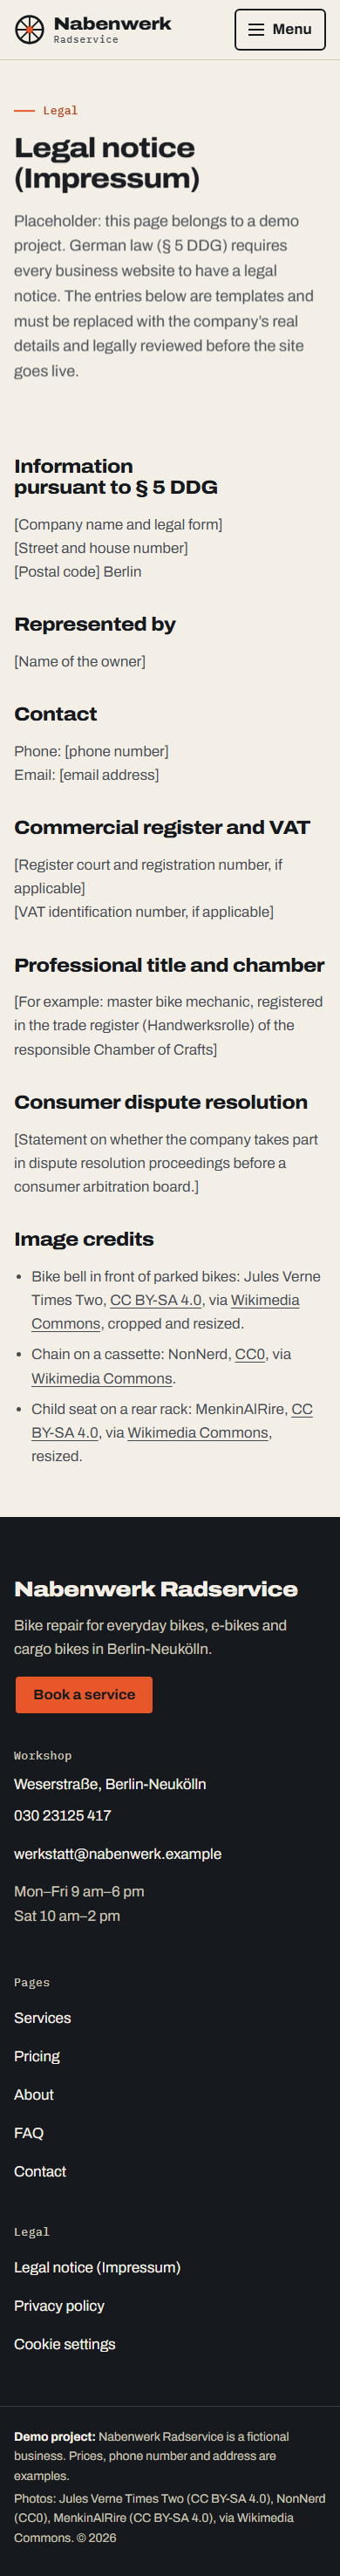 Nabenwerk
Radservice
Menu
Legal
Legal notice
(Impressum)
Placeholder: this page belongs to a demo
project. German law (§ 5 DDG) requires
every business website to have a legal
notice. The entries below are templates and
must be replaced with the company’s real
details and legally reviewed before the site
goes live.
Information
pursuant to § 5 DDG
[Company name and legal form]
[Street and house number]
[Postal code] Berlin
Represented by
[Name of the owner]
Contact
Phone: [phone number]
Email: [email address]
Commercial register and VAT
[Register court and registration number, if
applicable]
[VAT identification number, if applicable]
Professional title and chamber
[For example: master bike mechanic, registered
in the trade register (Handwerksrolle) of the
responsible Chamber of Crafts]
Consumer dispute resolution
[Statement on whether the company takes part
in dispute resolution proceedings before a
consumer arbitration board.]
Image credits
• Bike bell in front of parked bikes: Jules Verne
Times Two, CC BY-SA 4.0, via Wikimedia
Commons, cropped and resized.
• Chain on a cassette: NonNerd, CC0, via
Wikimedia Commons.
• Child seat on a rear rack: MenkinAlRire, CC
BY-SA 4.0, via Wikimedia Commons,
resized.
Nabenwerk Radservice
Bike repair for everyday bikes, e-bikes and
cargo bikes in Berlin-Neukölln.
Book a service
Workshop
Weserstraße, Berlin-Neukölln
030 23125 417
werkstatt@nabenwerk.example
Mon–Fri 9 am–6 pm
Sat 10 am–2 pm
Pages
Services
Pricing
About
FAQ
Contact
Legal
Legal notice (Impressum)
Privacy policy
Cookie settings
Demo project: Nabenwerk Radservice is a fictional
business. Prices, phone number and address are
examples.
Photos: Jules Verne Times Two (CC BY-SA 4.0), NonNerd
(CC0), MenkinAlRire (CC BY-SA 4.0), via Wikimedia
Commons. © 2026